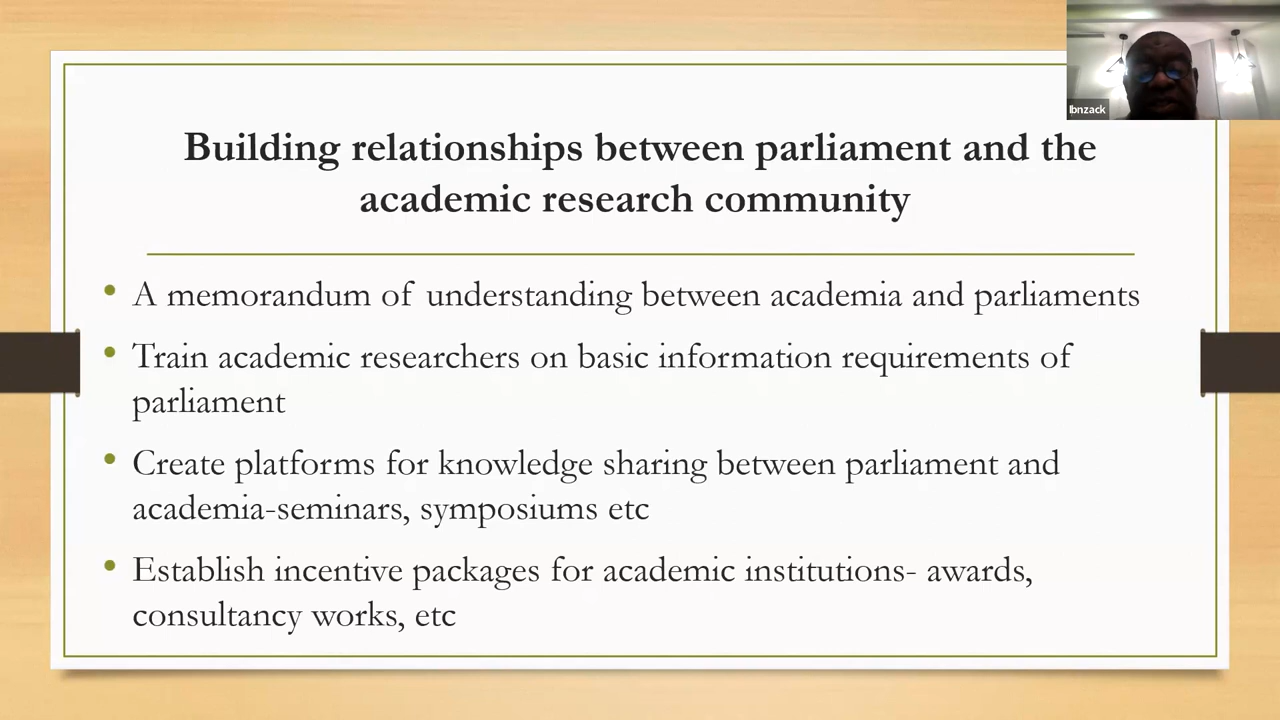 Ibnzack
Building relationships between parliament and the
academic research community
• A memorandum of understanding between academia and parliaments
• Train academic researchers on basic information requirements of
parliament
• Create platforms for knowledge sharing between parliament and
academia-seminars, symposiums etc
• Establish incentive packages for academic institutions- awards,
consultancy works, etc